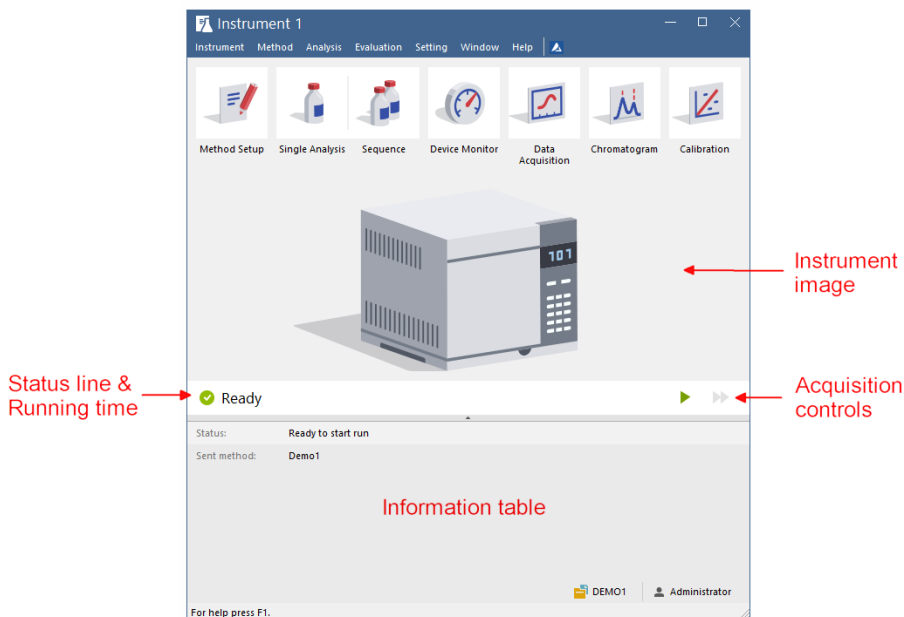 Instrument 1
Instrument Method Analysis Evaluation Setting Window Help
Method Setup Single Analysis Sequence Device Monitor Data Acquisition Chromatogram Calibration
101
Instrument
image
Status line &
Running time
Ready
Acquisition
controls
Status: Ready to start run
Sent method: Demo1
Information table
DEMO1 Administrator
For help press F1.